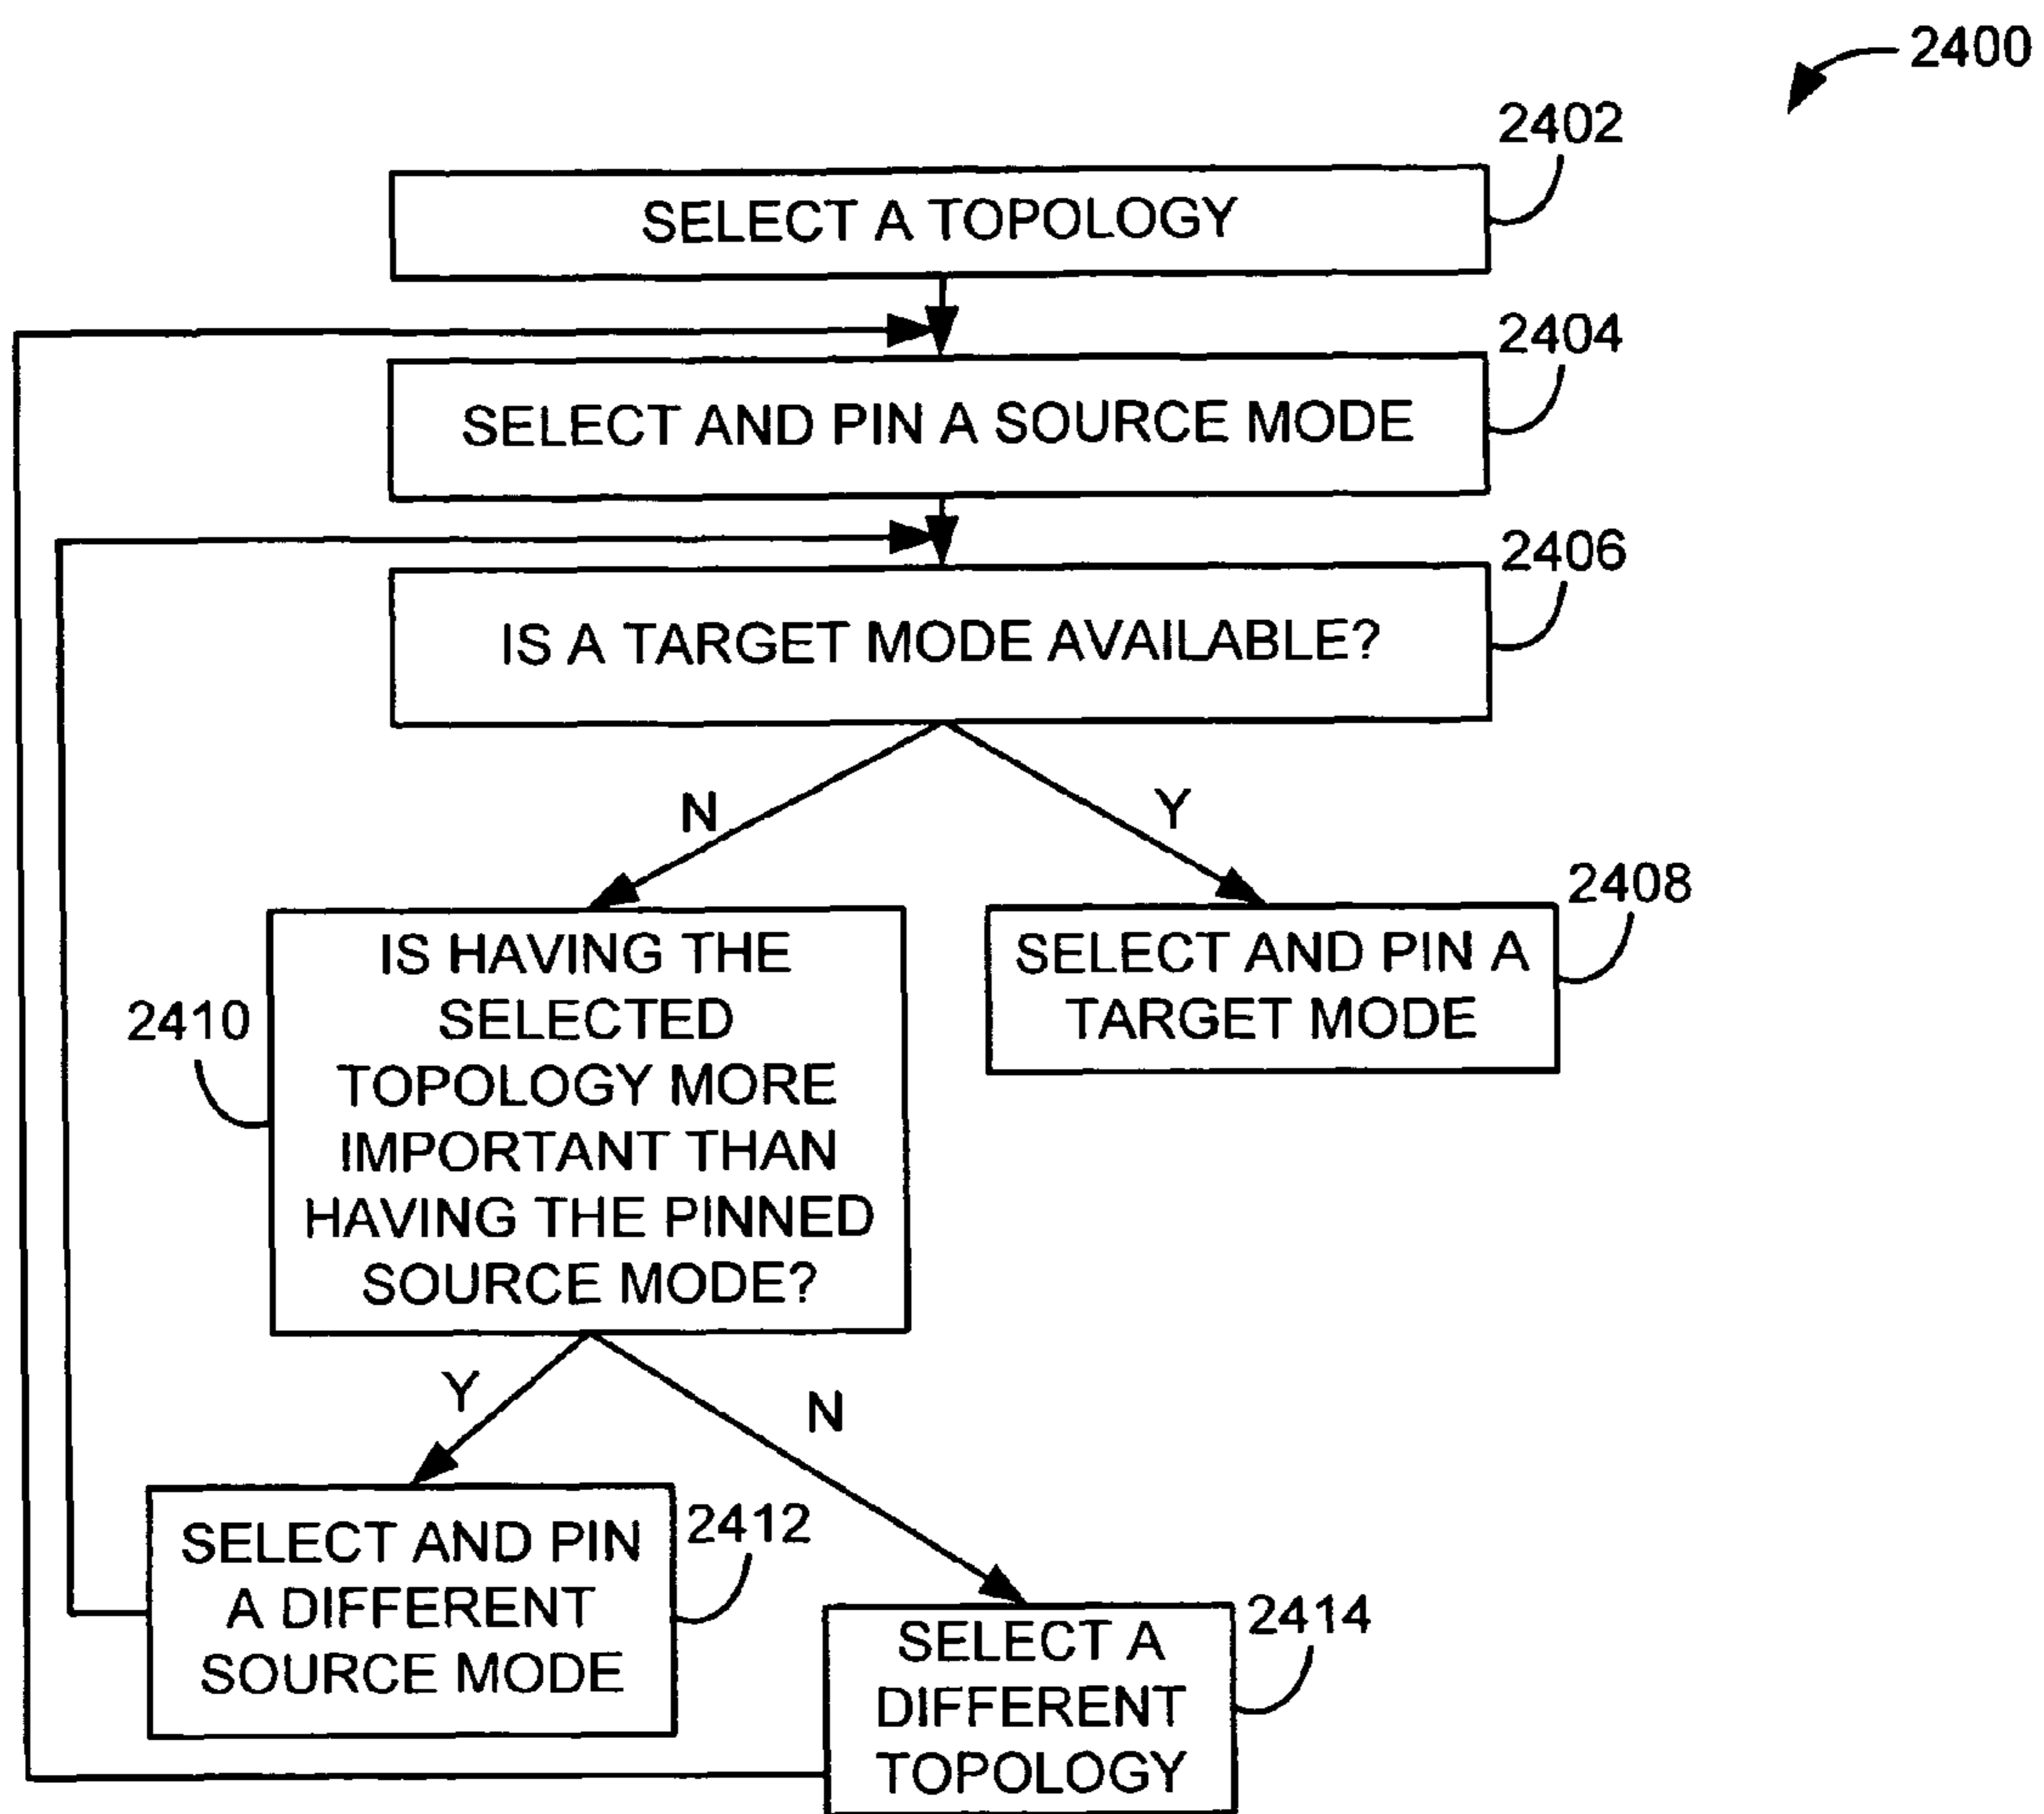 2400
2402
SELECT A TOPOLOGY
2404
SELECT AND PIN A SOURCE MODE
2406
IS A TARGET MODE AVAILABLE?
N
Y
2408
SELECT AND PIN A
TARGET MODE
2410
IS HAVING THE
SELECTED
TOPOLOGY MORE
IMPORTANT THAN
HAVING THE PINNED
SOURCE MODE?
Y
N
2412
SELECT AND PIN
A DIFFERENT
SOURCE MODE
2414
SELECT A
DIFFERENT
TOPOLOGY